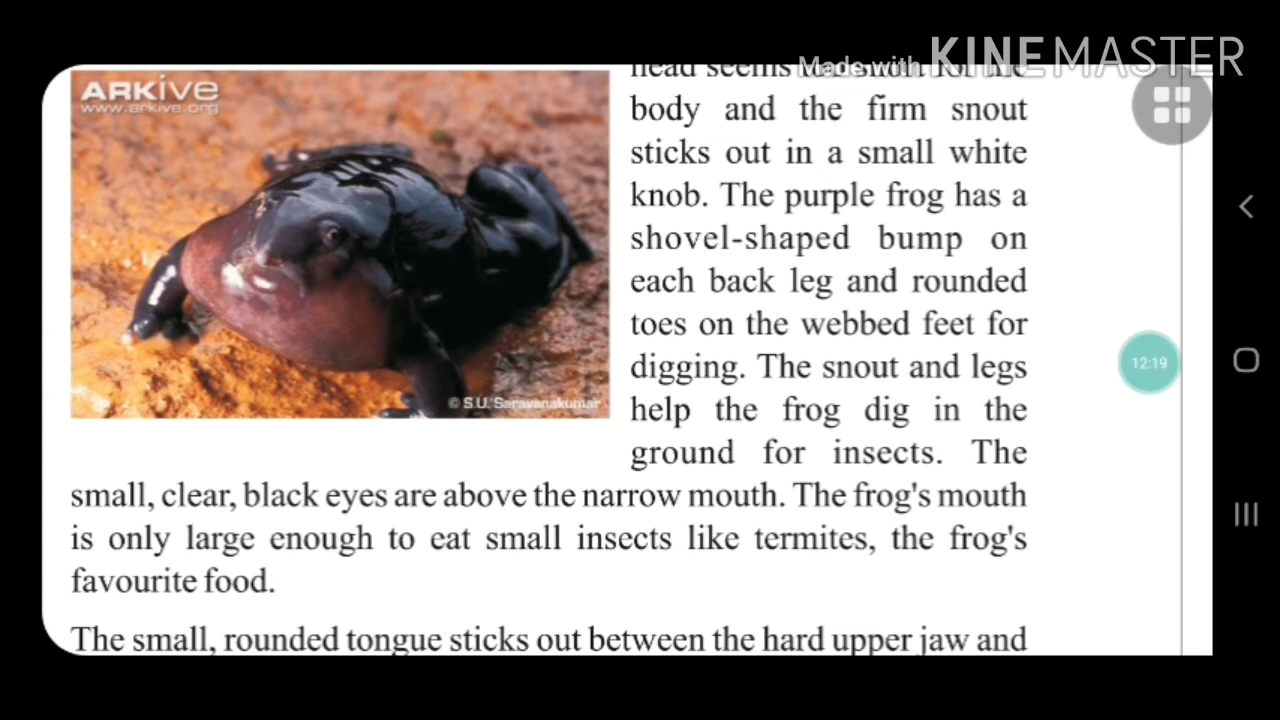 Made with KINEMASTER
ARKive
www.arkive.org
© S.U. Saravanakumar
head seems
body and the firm snout
sticks out in a small white
knob. The purple frog has a
shovel-shaped bump on
each back leg and rounded
toes on the webbed feet for
digging. The snout and legs
help the frog dig in the
ground for insects. The
small, clear, black eyes are above the narrow mouth. The frog's mouth
is only large enough to eat small insects like termites, the frog's
favourite food.
The small, rounded tongue sticks out between the hard upper jaw and
12:19